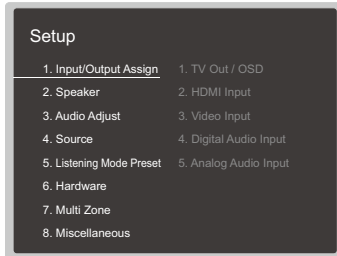 Setup
1. Input/Output Assign
2. Speaker
3. Audio Adjust
4. Source
5. Listening Mode Preset
6. Hardware
7. Multi Zone
8. Miscellaneous
1. TV Out / OSD
2. HDMI Input
3. Video Input
4. Digital Audio Input
5. Analog Audio Input